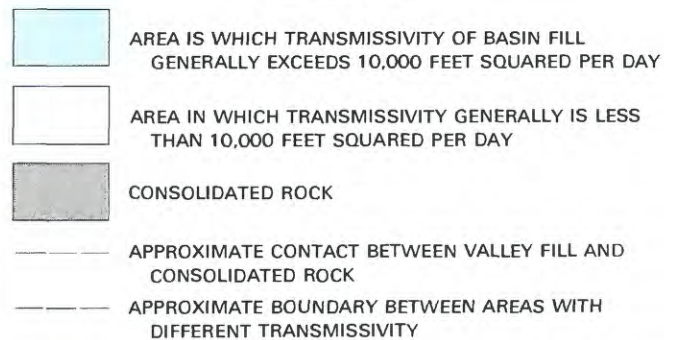 AREA IS WHICH TRANSMISSIVITY OF BASIN FILL
GENERALLY EXCEEDS 10,000 FEET SQUARED PER DAY
AREA IN WHICH TRANSMISSIVITY GENERALLY IS LESS
THAN 10,000 FEET SQUARED PER DAY
CONSOLIDATED ROCK
APPROXIMATE CONTACT BETWEEN VALLEY FILL AND
CONSOLIDATED ROCK
APPROXIMATE BOUNDARY BETWEEN AREAS WITH
DIFFERENT TRANSMISSIVITY